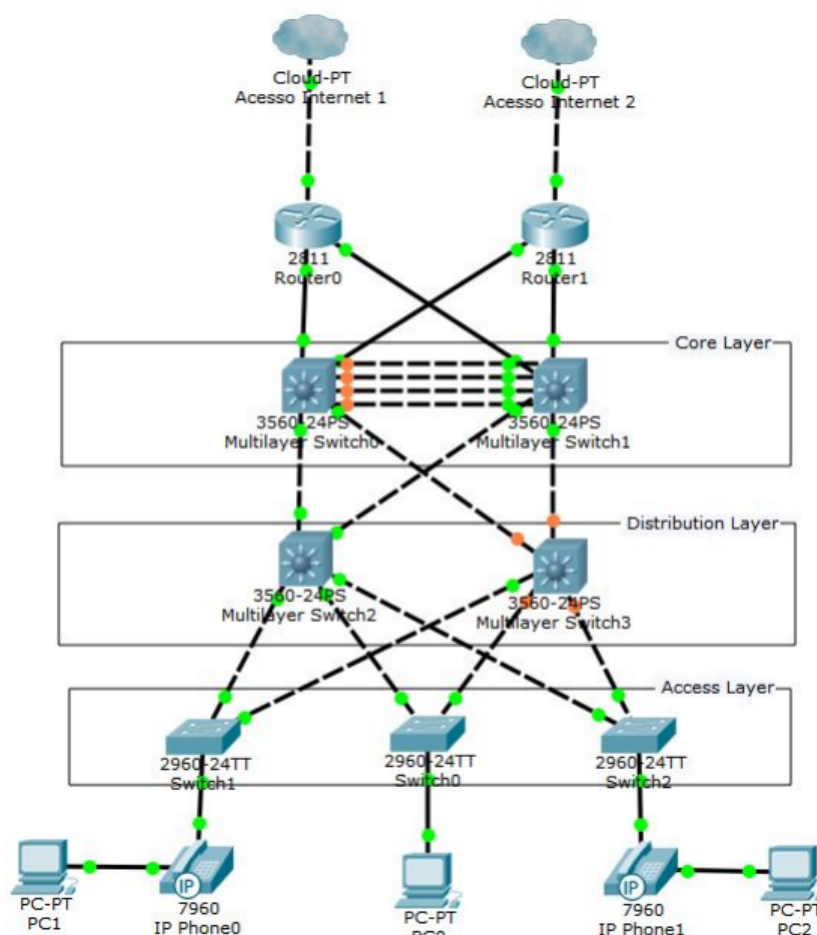 Cloud-PT
Acesso Internet 1
Cloud-PT
Acesso Internet 2
2811
Router0
2811
Router1
Core Layer
3560-24PS
Multilayer Switch0
3560-24PS
Multilayer Switch1
Distribution Layer
3560-24PS
Multilayer Switch2
3560-24PS
Multilayer Switch3
Access Layer
2960-24TT
Switch1
2960-24TT
Switch0
2960-24TT
Switch2
PC-PT
PC1
IP
7960
IP Phone0
PC-PT
IP
7960
IP Phone1
PC-PT
PC2